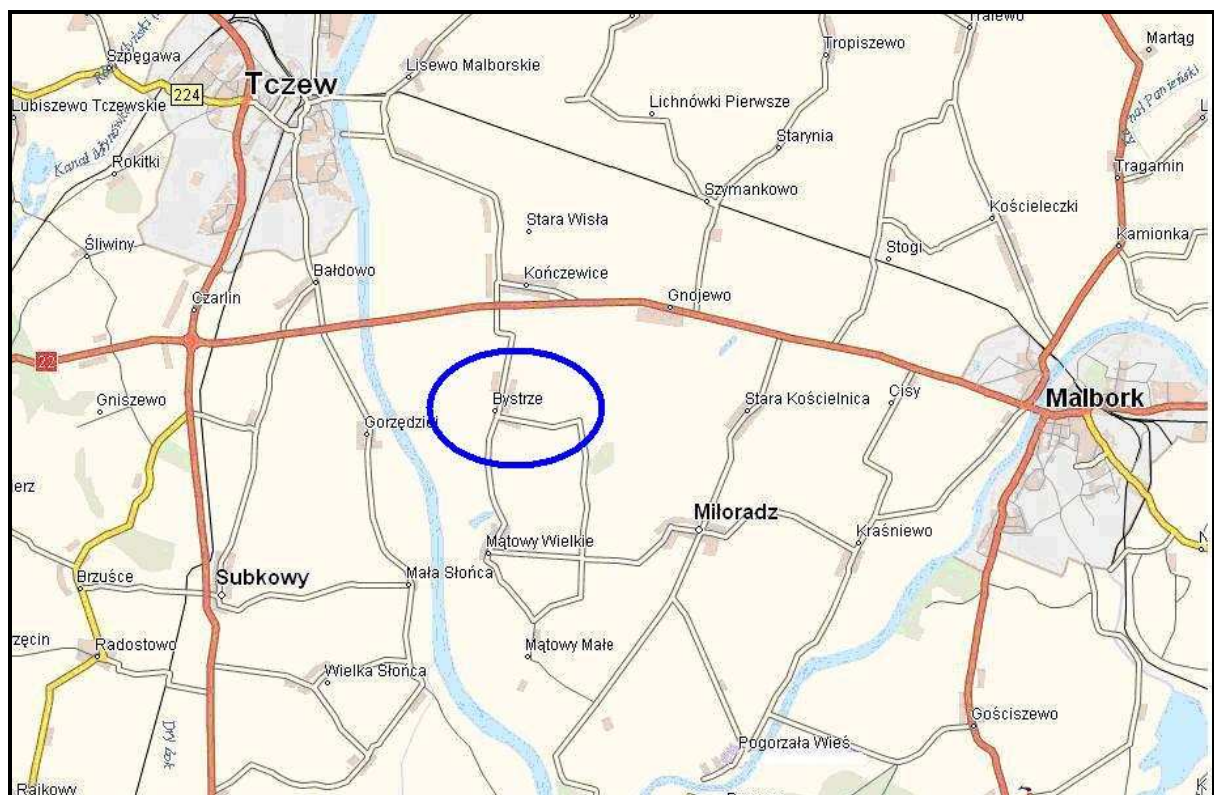 Tralewo
Martąg
Szpęgawa
Tropiszewo
Lisewo Malborskie
Tczew
224
Lubiszewo Tczewskie
Lichnówki Pierwsze
Starynia
Rokitki
Tragamin
Szymankowo
Kościeleczki
Stara Wisła
Śliwiny
Stogi
Kamionka
Bałdowo
Kończewice
Czarlin
Gnojewo
22
Gniszewo
Bystrze
Stara Kościelnica
Cisy
Malbork
Gorzędziej
erz
Miłoradz
Kraśniewo
Mątowy Wielkie
Brzuśce
Subkowy
Mała Słońca
zęcin
Radostowo
Mątowy Małe
Wielka Słońca
Gościszewo
Pogorzała Wieś
Rajkowy